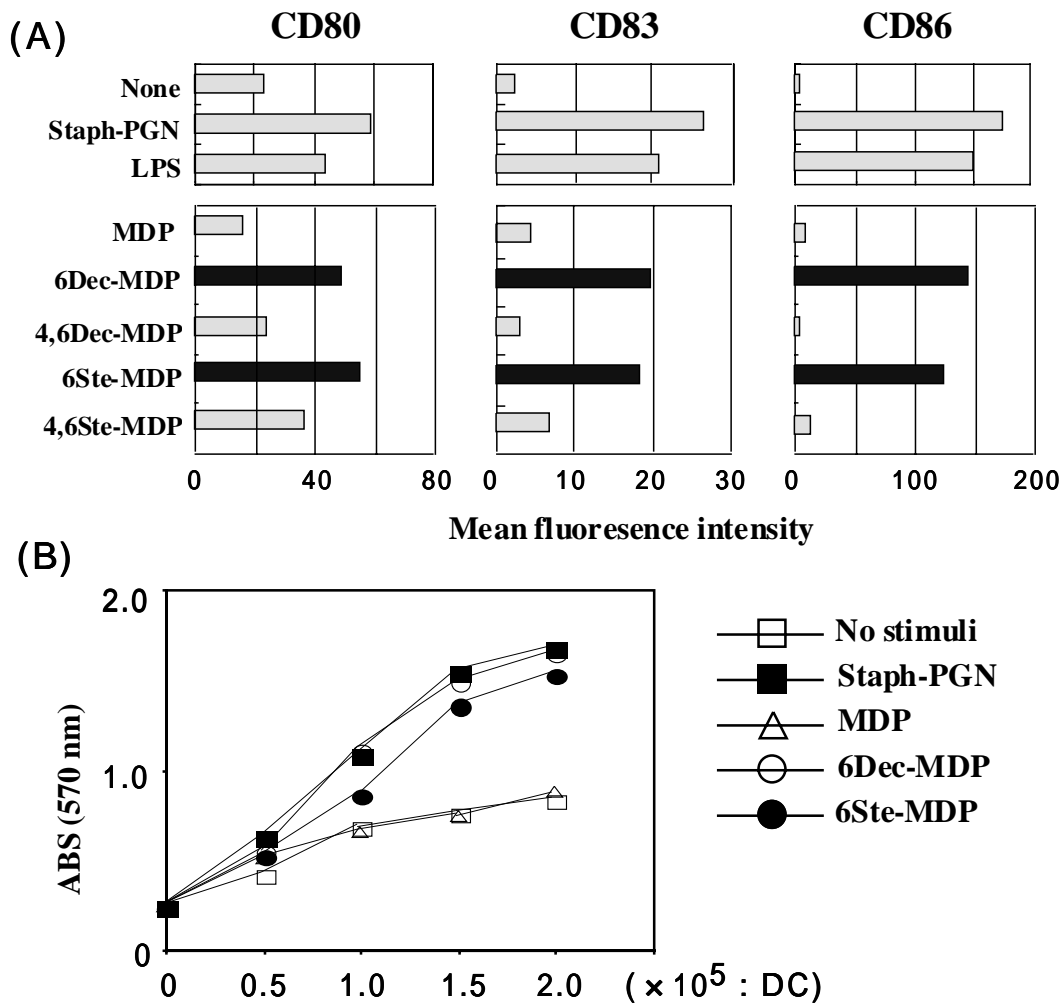 (A)
CD80 CD83 CD86
None
Staph-PGN
LPS
MDP
6Dec-MDP
4,6Dec-MDP
6Ste-MDP
4,6Ste-MDP
0 40 80 0 10 20 30 0 100 200
Mean fluoresence intensity
(B)
2.0
1.0
0
ABS (570 nm)
0 0.5 1.0 1.5 2.0 (×10⁵ : DC)
No stimuli
Staph-PGN
MDP
6Dec-MDP
6Ste-MDP